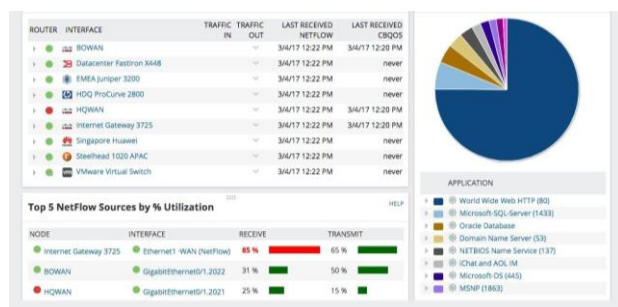 ROUTER INTERFACE TRAFFIC IN TRAFFIC OUT LAST RECEIVED NETFLOW LAST RECEIVED CBQOS
BOWAN 3/4/17 12:22 PM 3/4/17 12:20 PM
Datacenter Fastiron X448 3/4/17 12:22 PM never
EMEA Juniper 3200 3/4/17 12:22 PM never
HDQ ProCurve 2800 3/4/17 12:22 PM never
HQWAN 3/4/17 12:22 PM 3/4/17 12:20 PM
Internet Gateway 3725 3/4/17 12:22 PM 3/4/17 12:20 PM
Singapore Huawei 3/4/17 12:22 PM never
Steelhead 1020 APAC 3/4/17 12:22 PM never
VMware Virtual Switch 3/4/17 12:22 PM never
Top 5 NetFlow Sources by % Utilization HELP
NODE INTERFACE RECEIVE TRANSMIT
Internet Gateway 3725 Ethernet1 -WAN (NetFlow) 85 % 65 %
BOWAN GigabitEthernet0/1.2022 31 % 50 %
HQWAN GigabitEthernet0/1.2021 25 % 15 %
APPLICATION
World Wide Web HTTP (80)
Microsoft-SQL-Server (1433)
Oracle Database
Domain Name Server (53)
NETBIOS Name Service (137)
iChat and AOL IM
Microsoft-DS (445)
MSNP (1863)